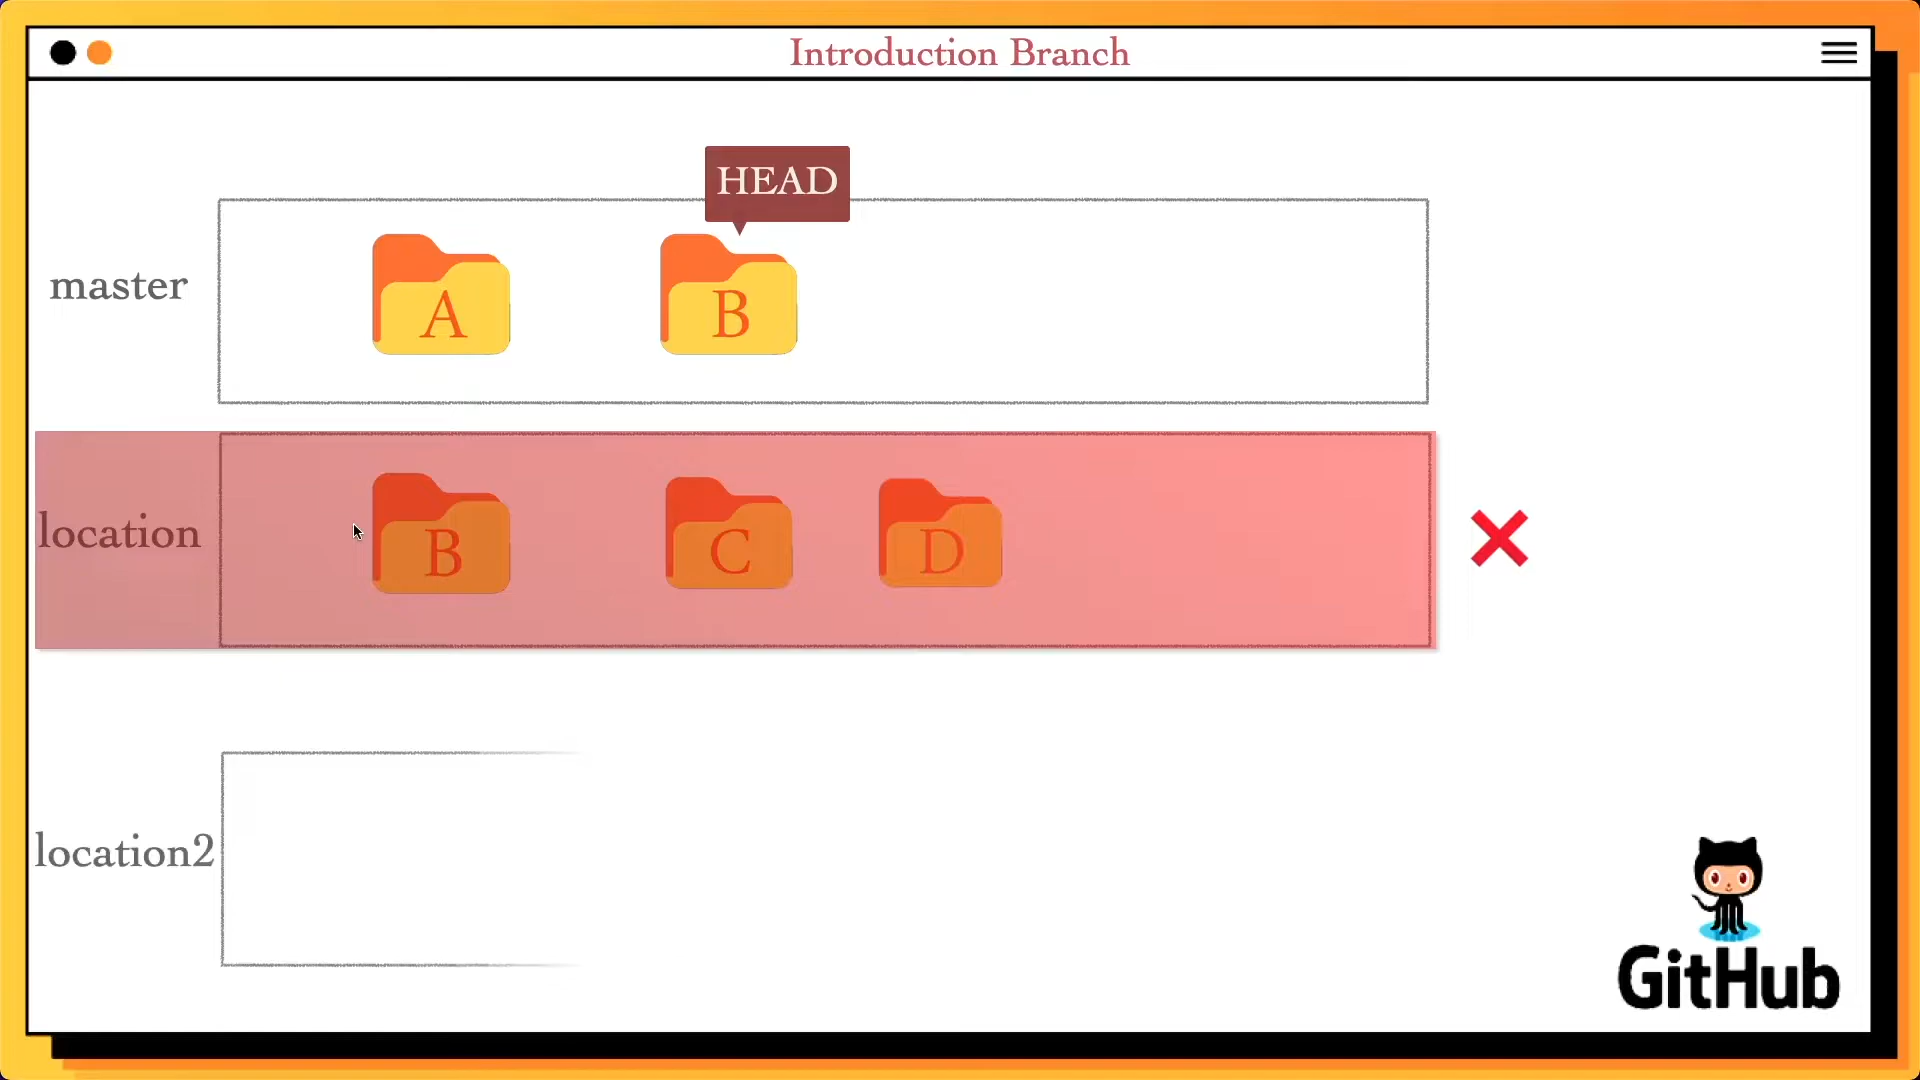 Introduction Branch
HEAD
master
A
B
location
B
C
D
location2
GitHub